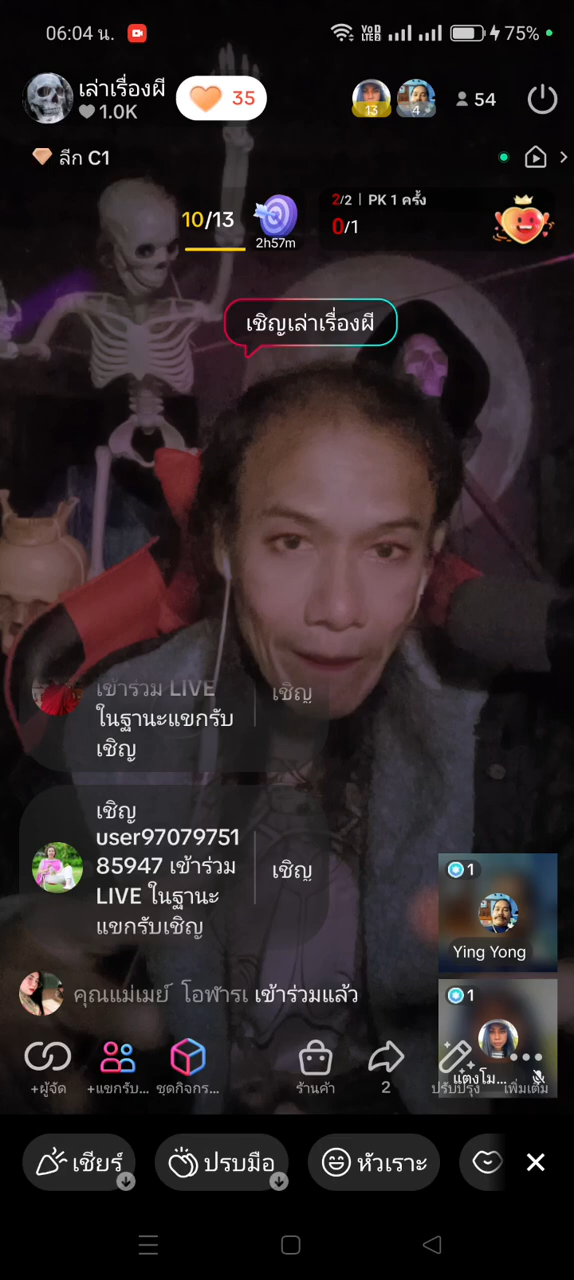 06:04 น.
VoD LTEB 75%
เล่าเรื่องผี
1.0K
35
13
4
54
ลีก C1
10/13
2h57m
2/2 | PK 1 ครั้ง
0/1
เชิญเล่าเรื่องผี
เข้าร่วม LIVE
ในฐานะแขกรับ
เชิญ
เชิญ
เชิญ
user97079751
85947 เข้าร่วม
LIVE ในฐานะ
แขกรับเชิญ
เชิญ
1
Ying Yong
คุณแม่เมย์ โอฬาร เข้าร่วมแล้ว
1
แตงโม...
+ผู้จัด
+แขกรับ...
ชุดกิจกร...
ร้านค้า
2
ปรับปรุง
เพิ่มเติม
เชียร์
ปรบมือ
หัวเราะ